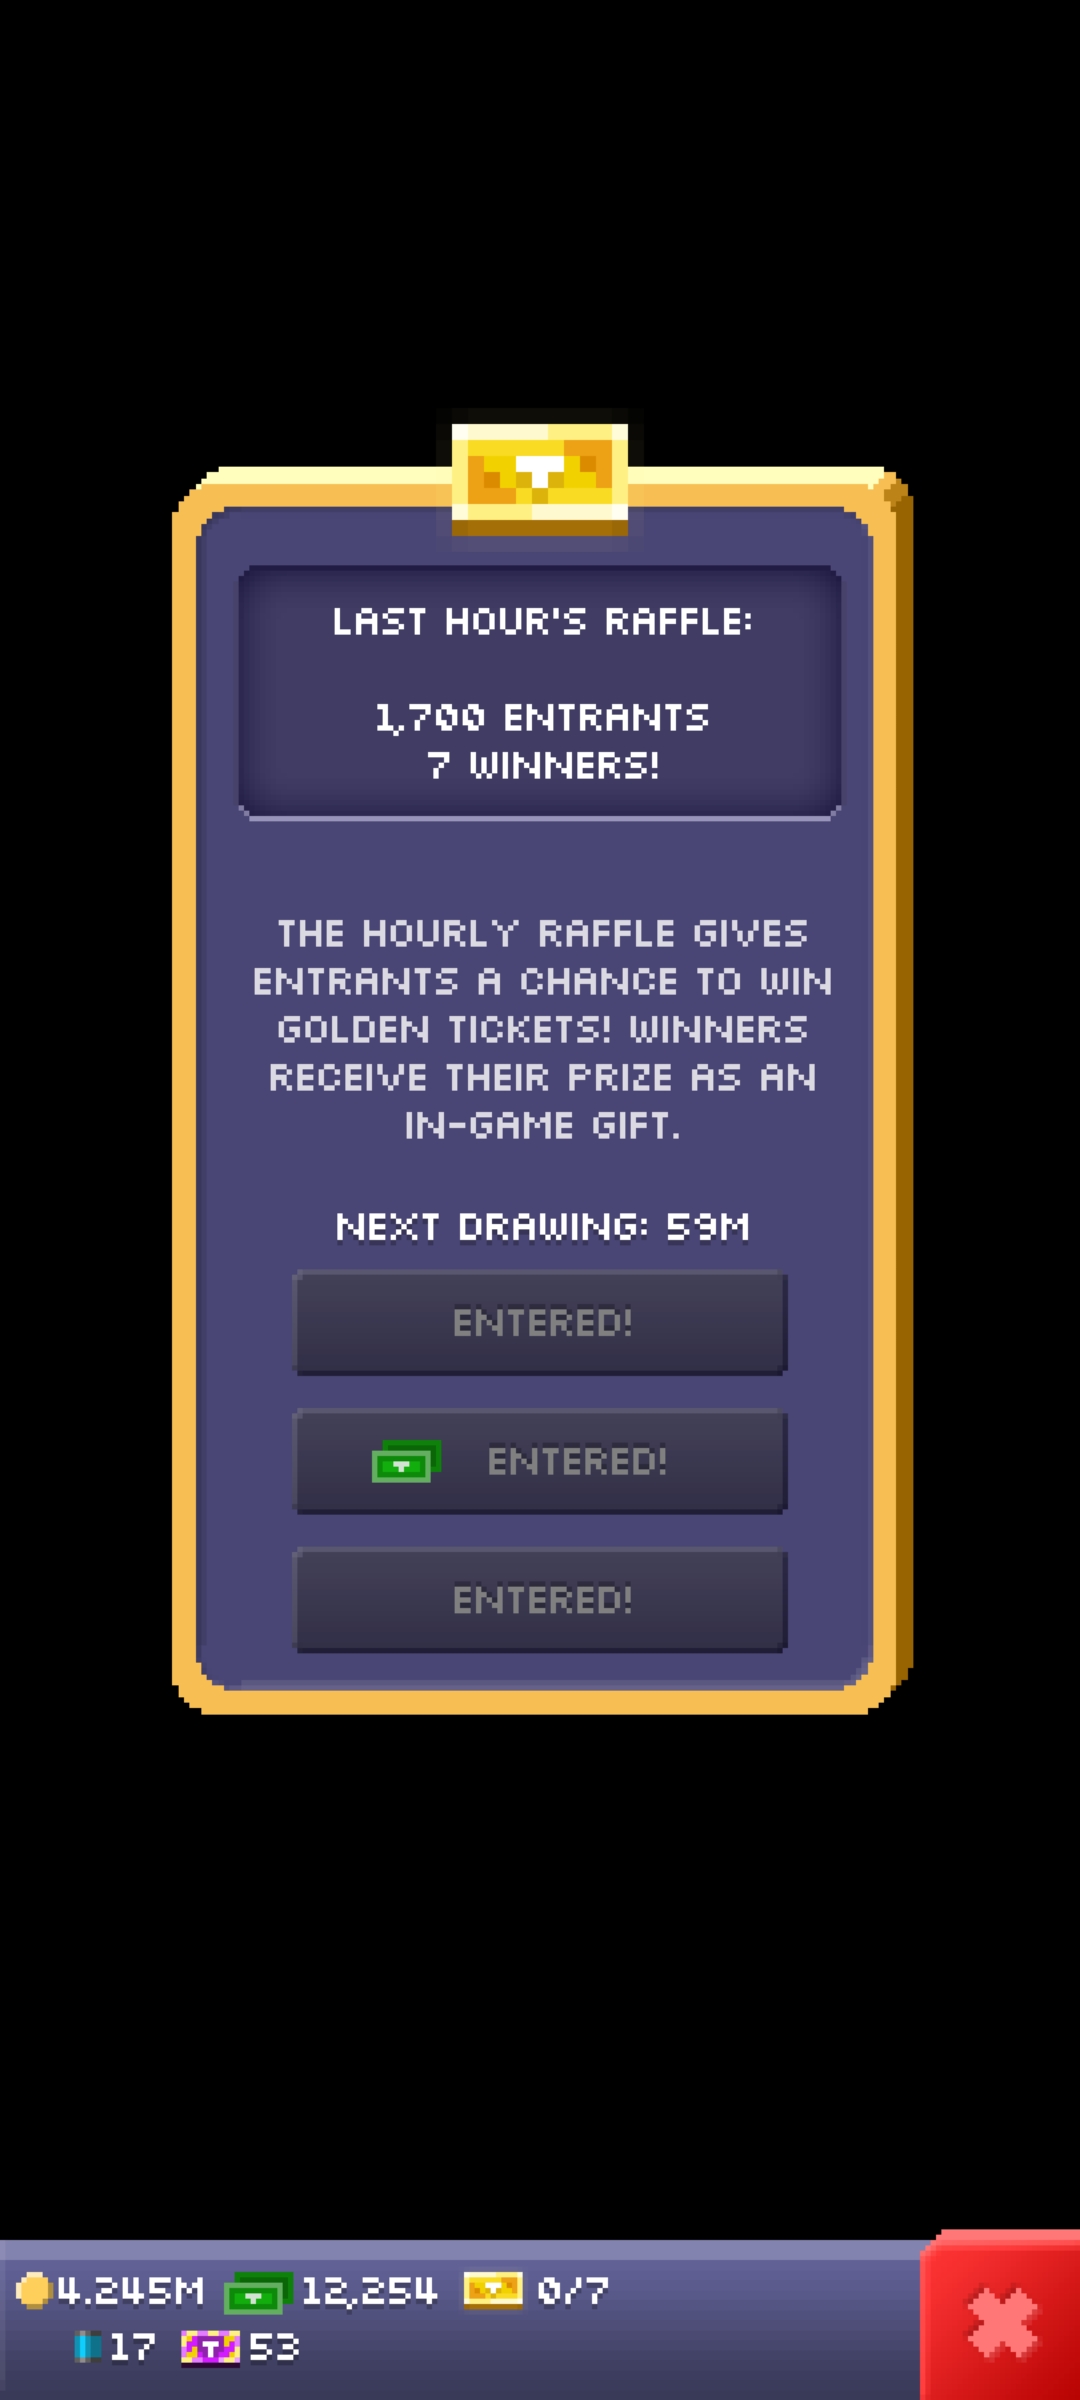 LAST HOUR'S RAFFLE:
1,700 ENTRANTS
7 WINNERS!
THE HOURLY RAFFLE GIVES
ENTRANTS A CHANCE TO WIN
GOLDEN TICKETS! WINNERS
RECEIVE THEIR PRIZE AS AN
IN-GAME GIFT.
NEXT DRAWING: 59M
ENTERED!
ENTERED!
ENTERED!
4.245M 12,254 0/7
17 53